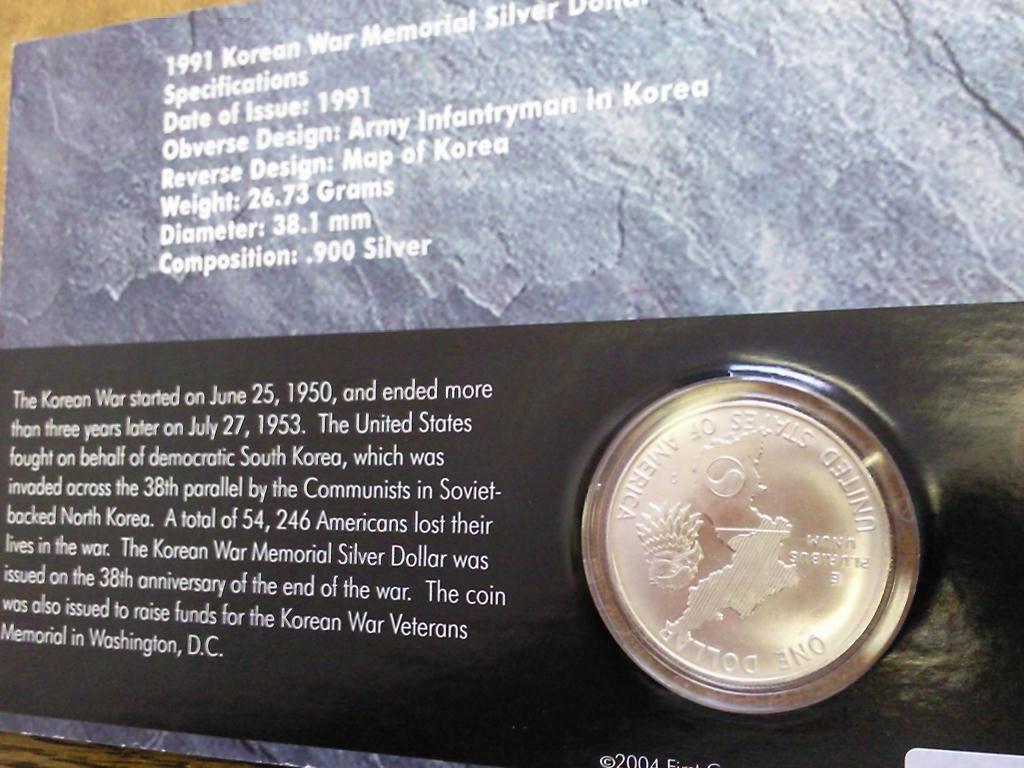 1991 Korean War Memorial Silver Dollar
Specifications
Date of Issue: 1991
Obverse Design: Army Infantryman in Korea
Reverse Design: Map of Korea
Weight: 26.73 Grams
Diameter: 38.1 mm
Composition: .900 Silver
The Korean War started on June 25, 1950, and ended more
than three years later on July 27, 1953. The United States
fought on behalf of democratic South Korea, which was
invaded across the 38th parallel by the Communists in Soviet-
backed North Korea. A total of 54, 246 Americans lost their
lives in the war. The Korean War Memorial Silver Dollar was
issued on the 38th anniversary of the end of the war. The coin
was also issued to raise funds for the Korean War Veterans
Memorial in Washington, D.C.
UNITED STATES OF AMERICA
E
PLURIBUS
UNUM
ONE DOLLAR
©2004 First